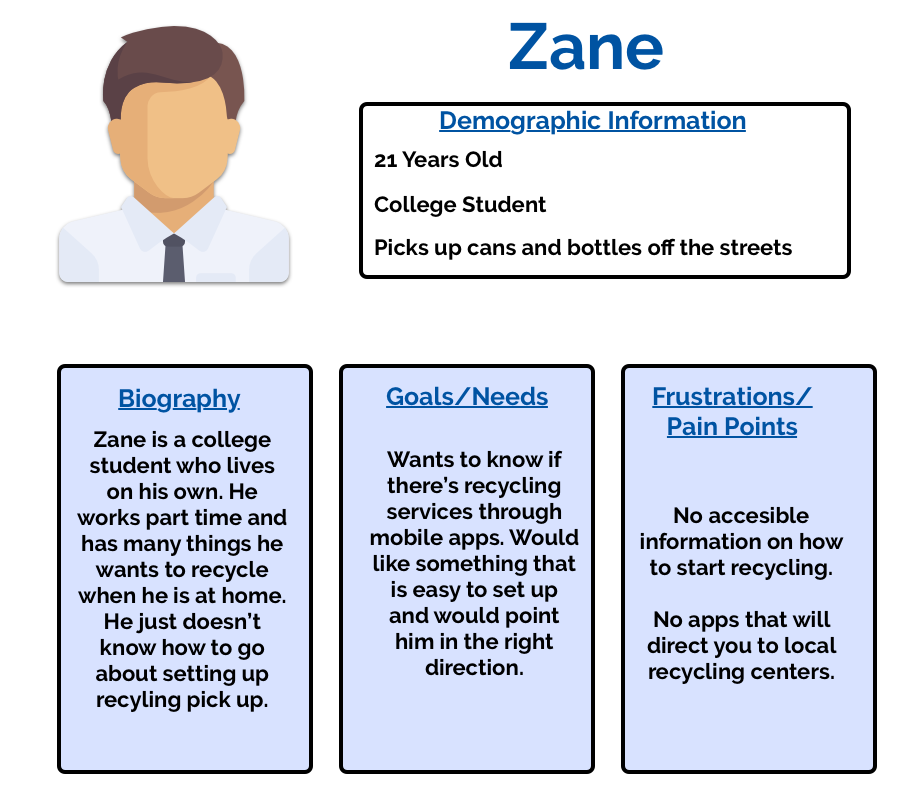 Zane
Demographic Information
21 Years Old
College Student
Picks up cans and bottles off the streets
Biography
Zane is a college
student who lives
on his own. He
works part time and
has many things he
wants to recycle
when he is at home.
He just doesn’t
know how to go
about setting up
recyling pick up.
Goals/Needs
Wants to know if
there’s recycling
services through
mobile apps. Would
like something that
is easy to set up
and would point
him in the right
direction.
Frustrations/
Pain Points
No accesible
information on how
to start recycling.
No apps that will
direct you to local
recycling centers.